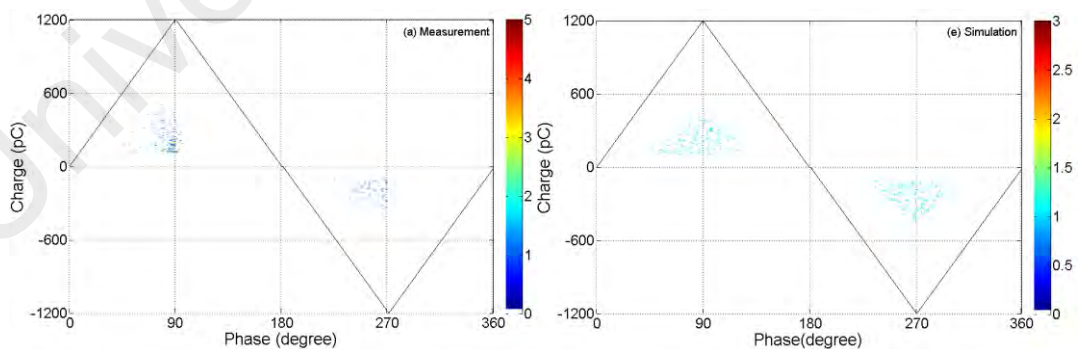 (a) Measurement
1200
600
0
-600
-1200
Charge (pC)
0 90 180 270 360
Phase (degree)
5
4
3
2
1
0
(e) Simulation
1200
600
0
-600
-1200
Charge (pC)
0 90 180 270 360
Phase(degree)
3
2.5
2
1.5
1
0.5
0
Unive